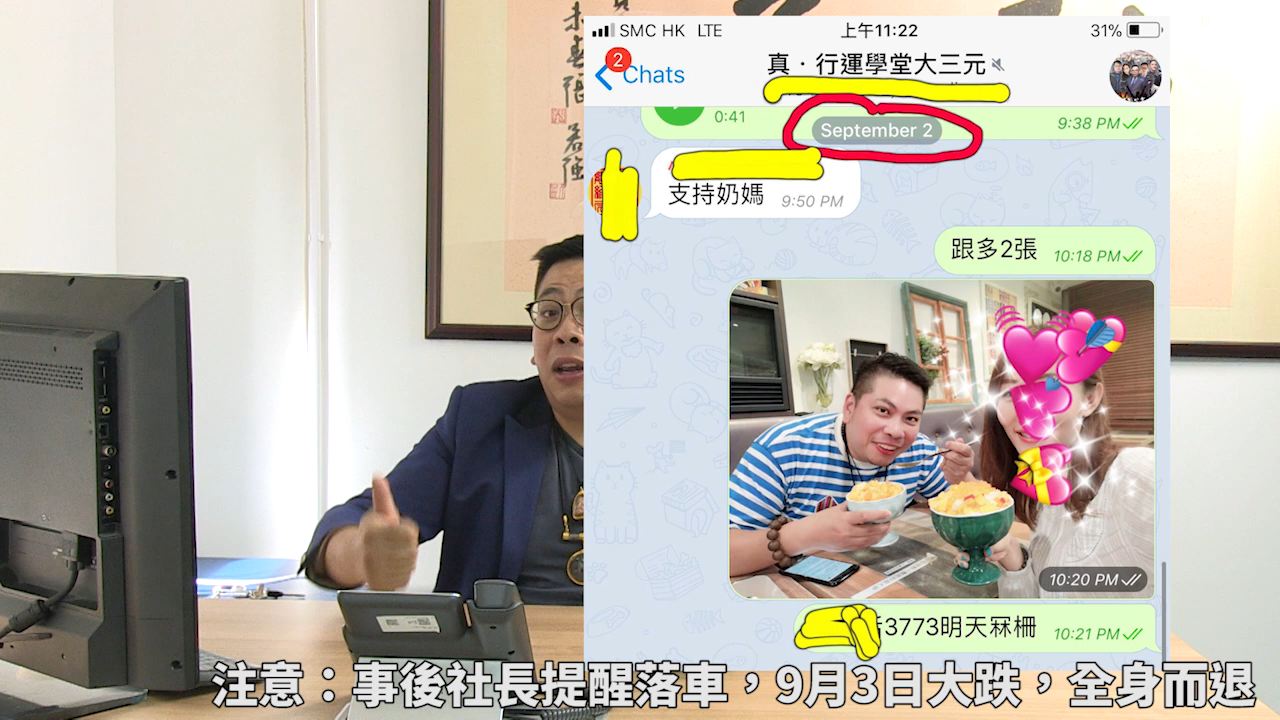 SMC HK LTE 上午11:22 31%
2
Chats
真．行運學堂大三元
0:41 9:38 PM
September 2
支持奶媽 9:50 PM
跟多2張 10:18 PM
10:20 PM
3773明天冧柵 10:21 PM
注意：事後社長提醒落車，9月3日大跌，全身而退